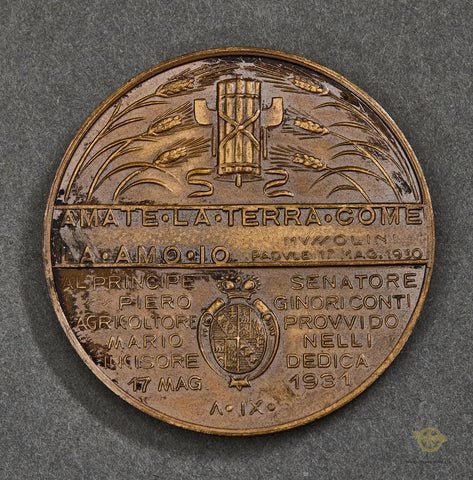 AMATE·LA·TERRA·COME
LA·AMO·IO
MUSSOLINI
PADULE 17 MAG. 1930
AL PRINCIPE SENATORE
PIERO GINORI CONTI
AGRICOLTORE PROVVIDO
MARIO NELLI
INCISORE DEDICA
17 MAG 1931
A·IX·